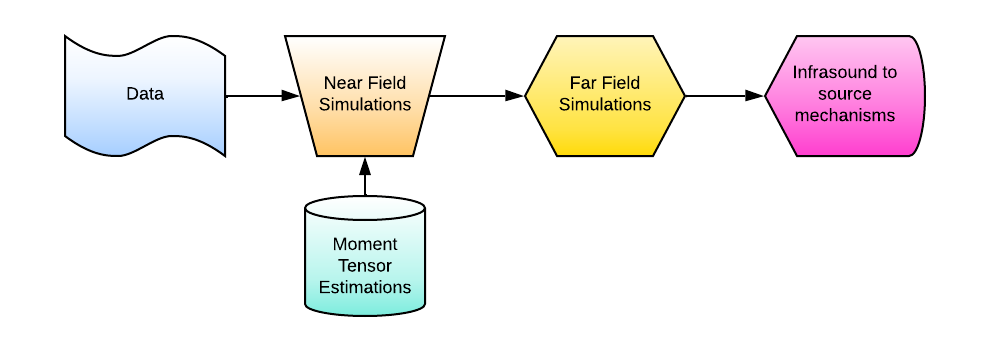 Data
Near Field
Simulations
Far Field
Simulations
Infrasound to
source
mechanisms
Moment
Tensor
Estimations